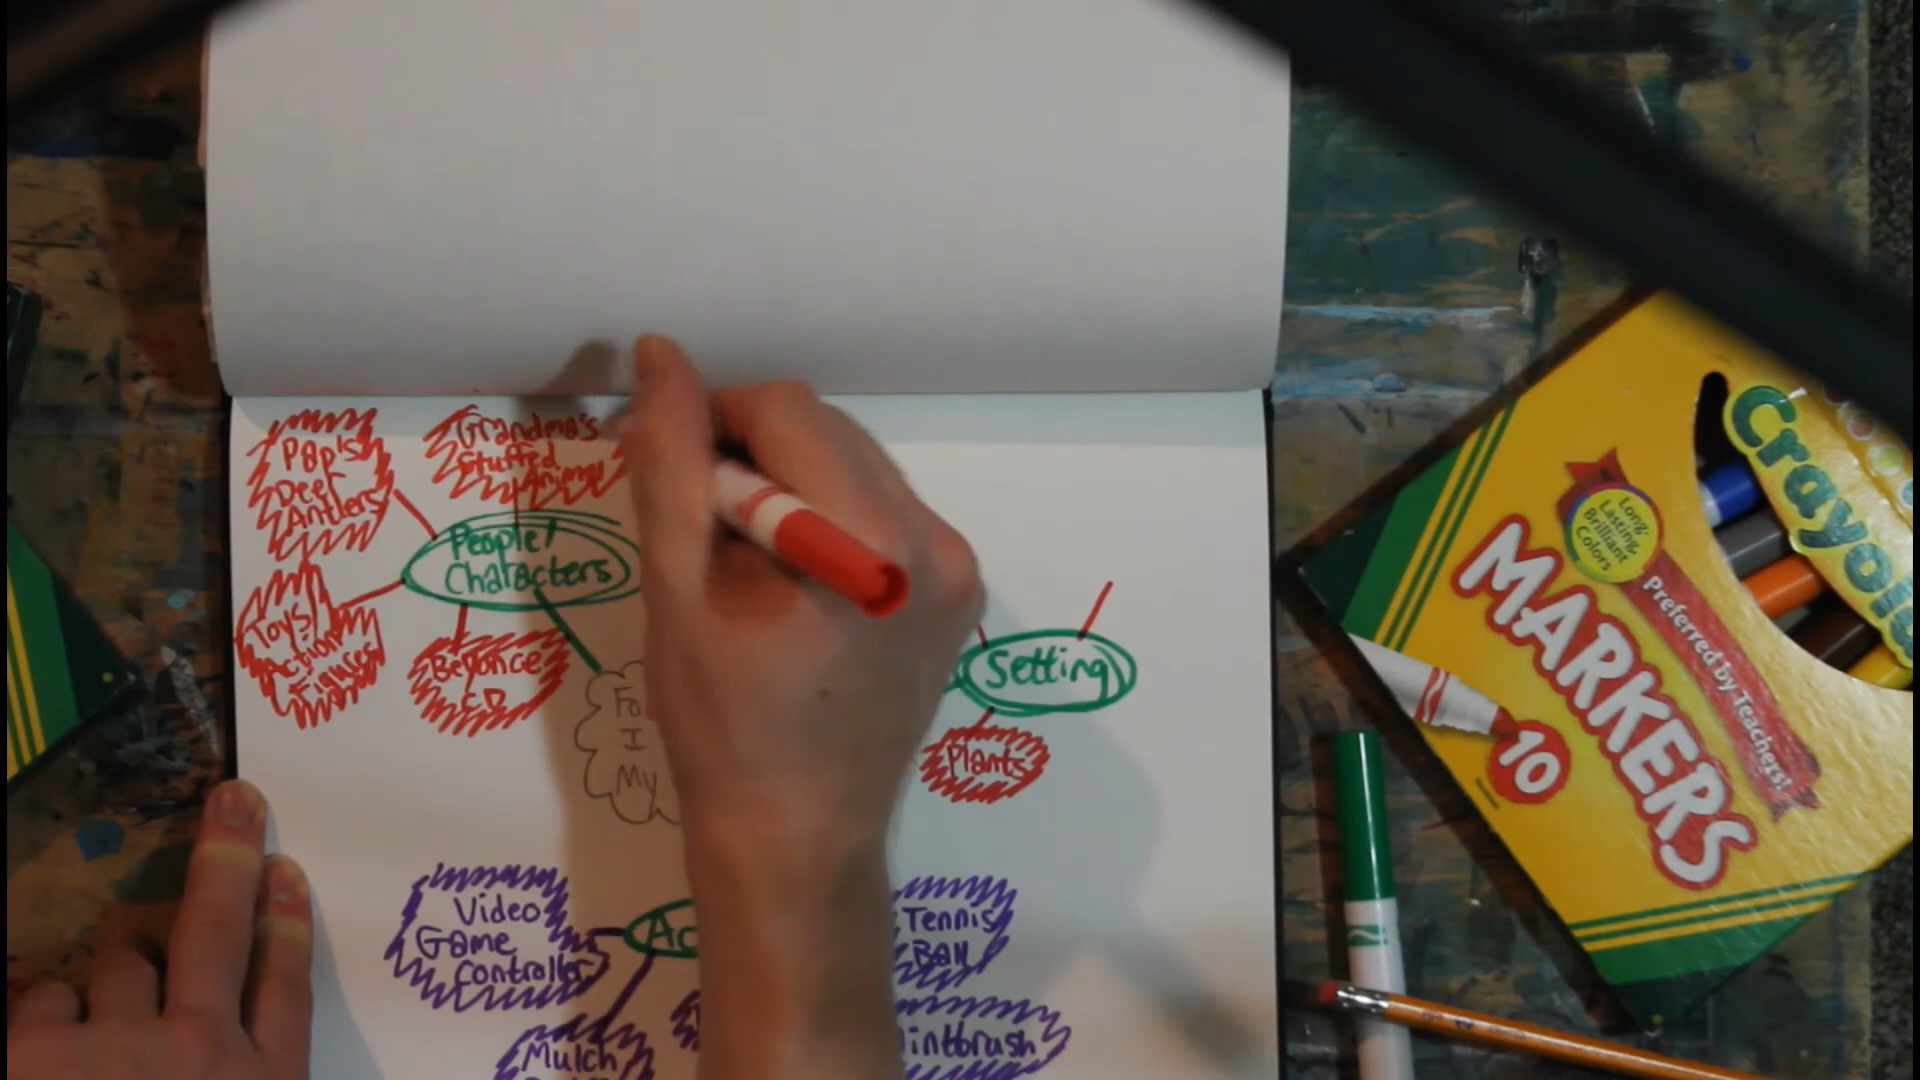 Pop's
Deer
Antlers
Grandma's
Stuffed
People/
Characters
Toys/
Action
Figures
Beyonce
CD
I
My
Setting
Plants
Video
Game
Controller
Tennis
Ball
Mulch
Crayola
Long
Lasting,
Brilliant
Colors
Preferred by Teachers!
MARKERS
10